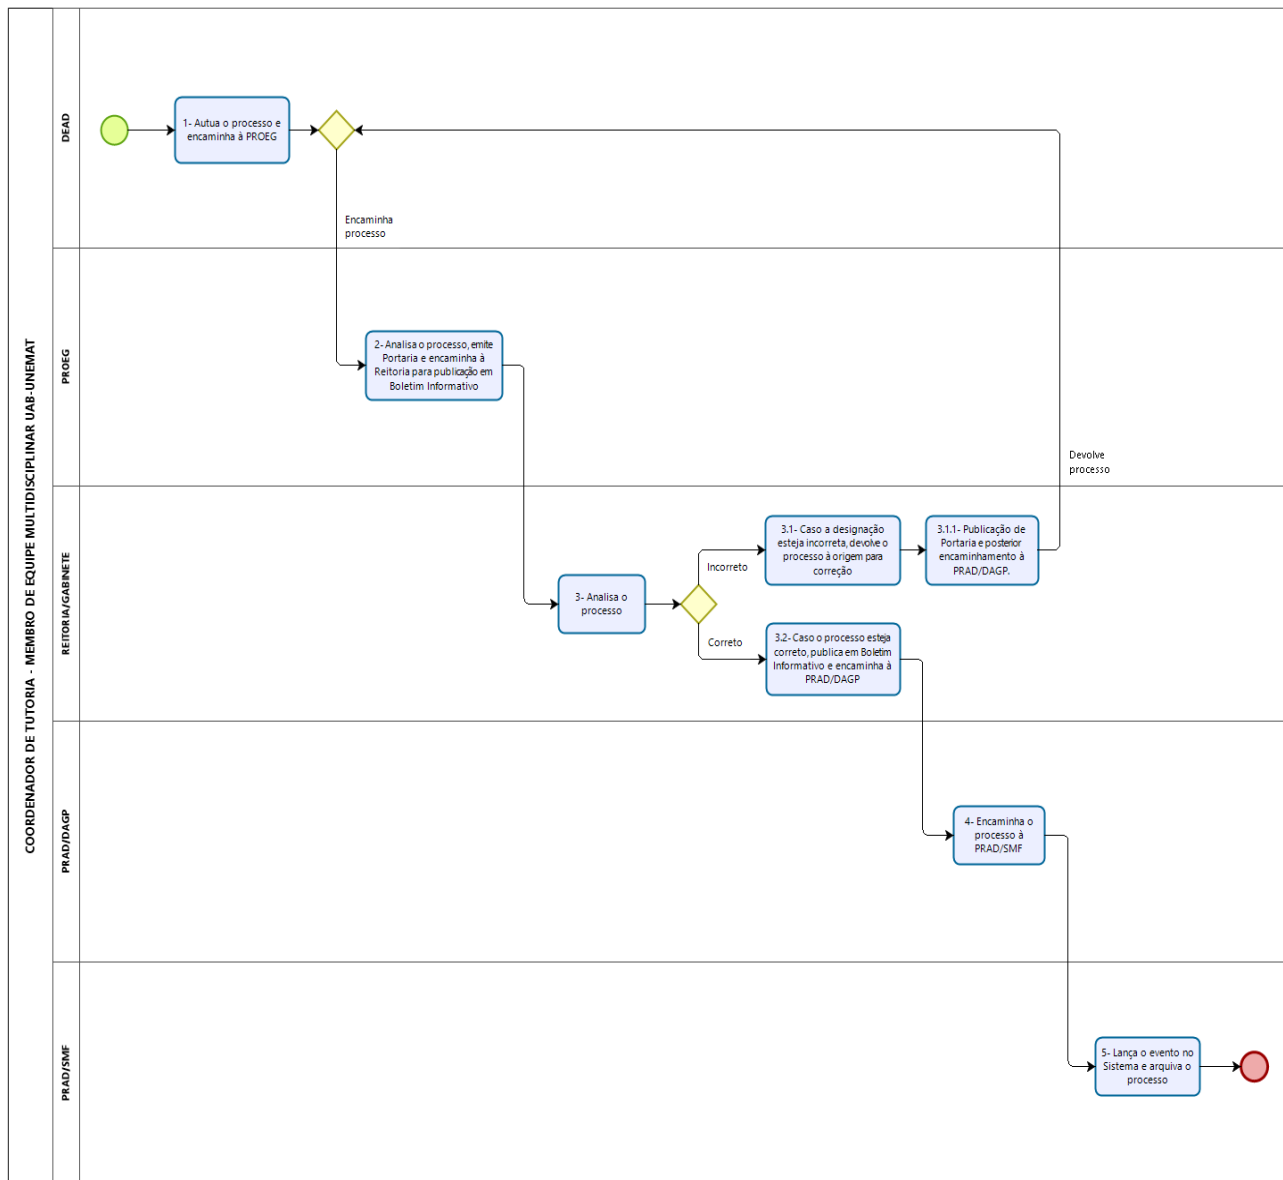 COORDENADOR DE TUTORIA - MEMBRO DE EQUIPE MULTIDISCIPLINAR UAB-UNEMAT
DEAD
1- Autua o processo e
encaminha à PROEG
Encaminha
processo
PROEG
2- Analisa o processo, emite
Portaria e encaminha à
Reitoria para publicação em
Boletim Informativo
Devolve
processo
REITORIA/GABINETE
3- Analisa o
processo
Incorreto
3.1- Caso a designação
esteja incorreta, devolve o
processo à origem para
correção
3.1.1- Publicação de
Portaria e posterior
encaminhamento à
PRAD/DAGP.
Correto
3.2- Caso o processo esteja
correto, publica em Boletim
Informativo e encaminha à
PRAD/DAGP
PRAD/DAGP
4- Encaminha o
processo à
PRAD/SMF
PRAD/SMF
5- Lança o evento no
Sistema e arquiva o
processo